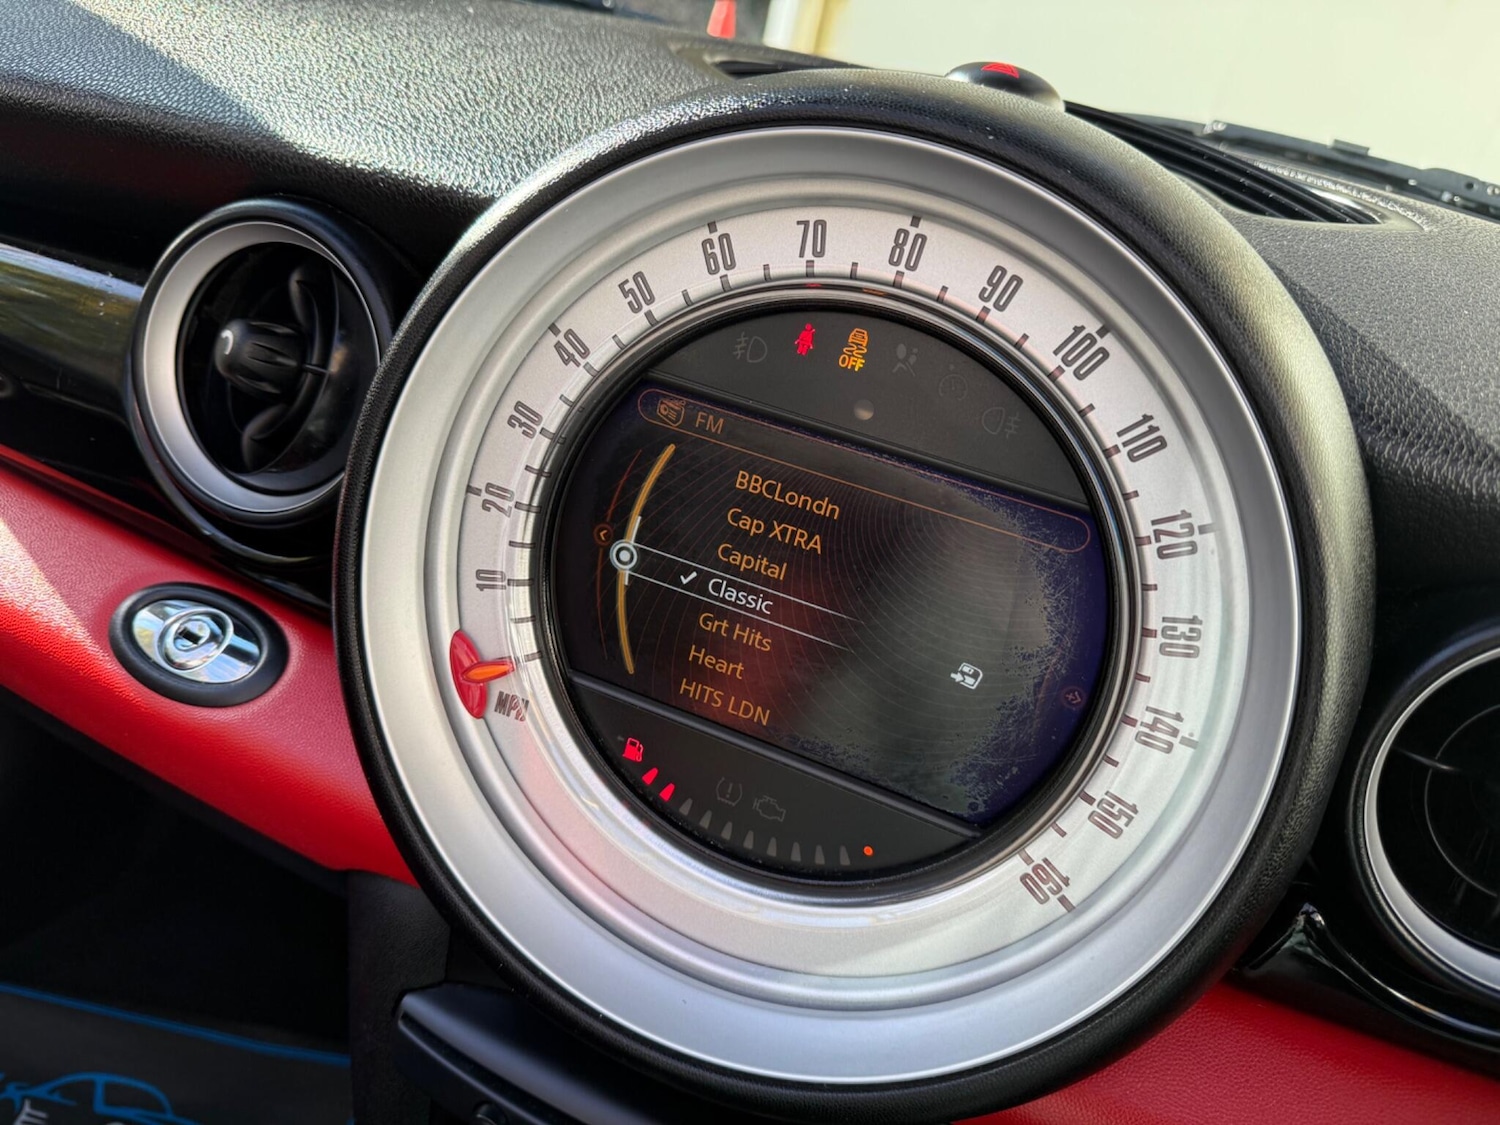 10
20
30
40
50
60
70
80
90
100
110
120
130
140
150
160
MPH
OFF
FM
BBCLondn
Cap XTRA
Capital
✓ Classic
Grt Hits
Heart
HITS LDN